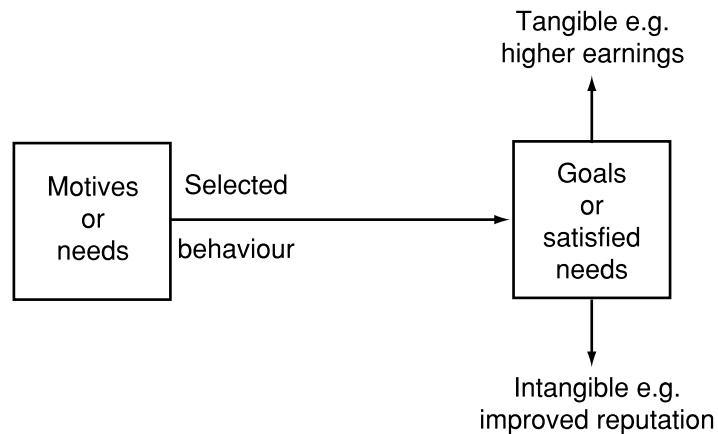 Tangible e.g.
higher earnings
Motives
or
needs
Selected
behaviour
Goals
or
satisfied
needs
Intangible e.g.
improved reputation